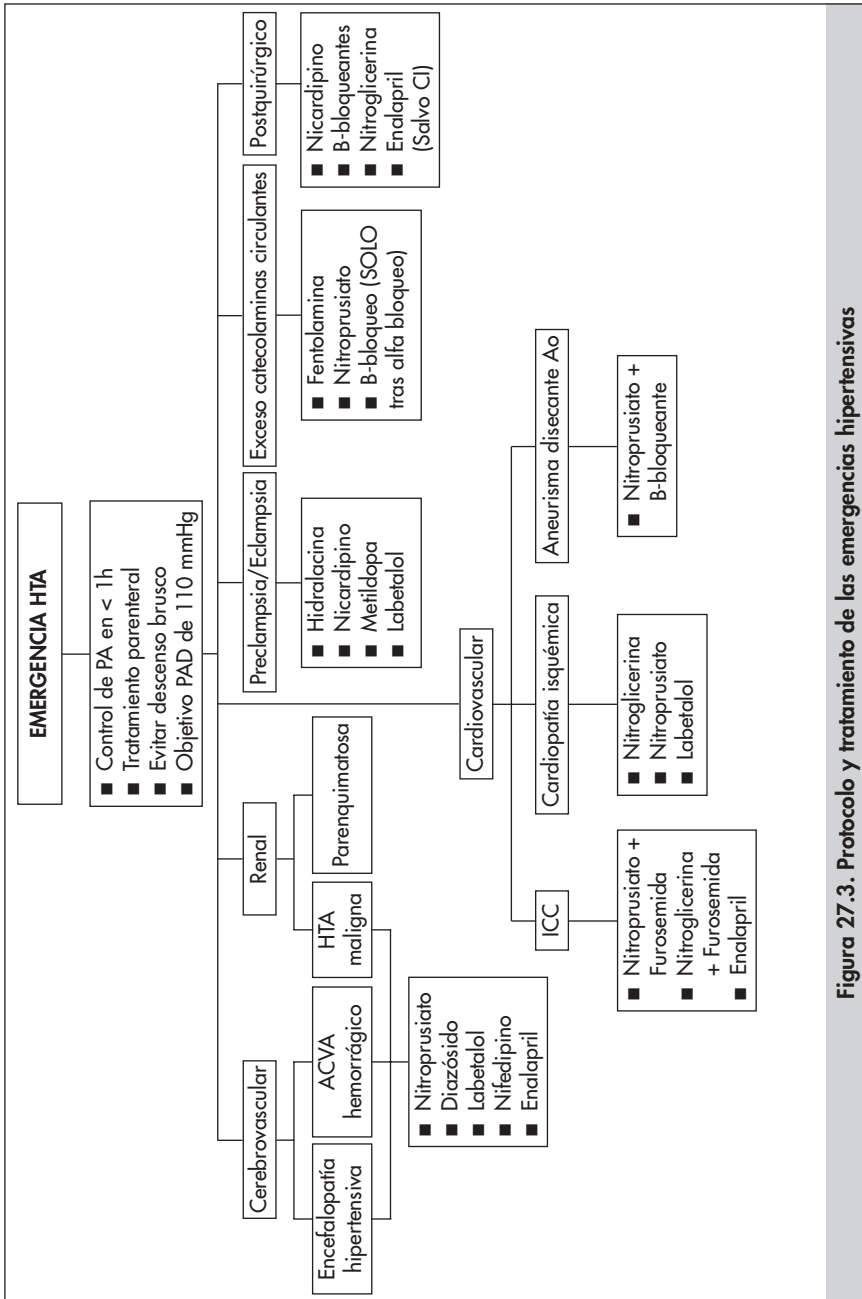 EMERGENCIA HTA
■ Control de PA en < 1h
■ Tratamiento parenteral
■ Evitar descenso brusco
■ Objetivo PAD de 110 mmHg
Cerebrovascular
Renal
Preclampsia/Eclampsia
Exceso catecolaminas circulantes
Postquirúrgico
Encefalopatía
hipertensiva
ACVA
hemorrágico
HTA
maligna
Parenquimatosa
■ Hidralacina
■ Nicardipino
■ Metildopa
■ Labetalol
■ Fentolamina
■ Nitroprusiato
■ B-bloqueo (SOLO
tras alfa bloqueo)
■ Nicardipino
■ B-bloqueantes
■ Nitroglicerina
■ Enalapril
(Salvo CI)
■ Nitroprusiato
■ Diazósido
■ Labetalol
■ Nifedipino
■ Enalapril
Cardiovascular
ICC
Cardiopatía isquémica
Aneurisma disecante Ao
■ Nitroprusiato +
Furosemida
■ Nitroglicerina
+ Furosemida
■ Enalapril
■ Nitroglicerina
■ Nitroprusiato
■ Labetalol
■ Nitroprusiato +
B-bloqueante
Figura 27.3. Protocolo y tratamiento de las emergencias hipertensivas